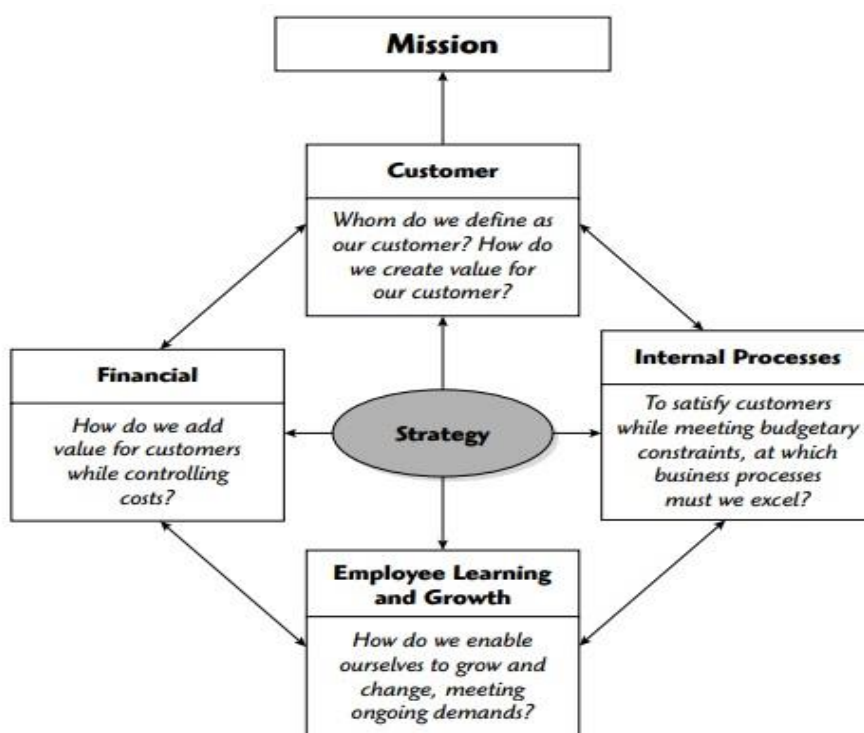 Mission
Customer
Whom do we define as
our customer? How do
we create value for
our customer?
Financial
How do we add
value for customers
while controlling
costs?
Strategy
Internal Processes
To satisfy customers
while meeting budgetary
constraints, at which
business processes
must we excel?
Employee Learning
and Growth
How do we enable
ourselves to grow and
change, meeting
ongoing demands?